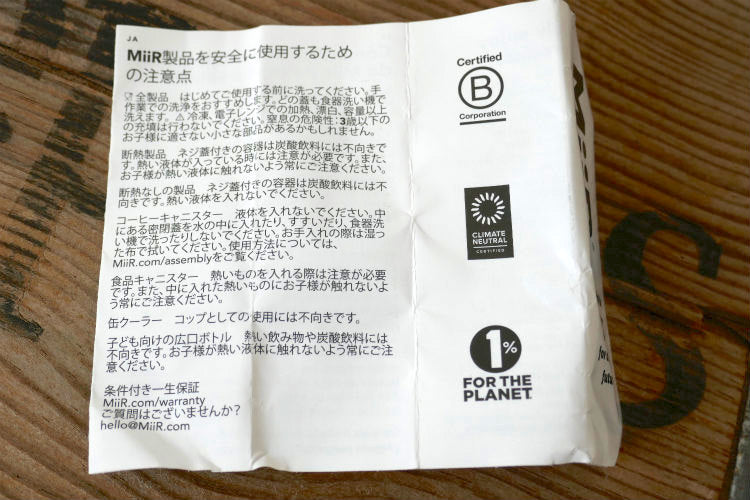 JA
MiiR製品を安全に使用するため
の注意点
全製品 はじめてご使用する前に洗ってください。手
作業での洗浄をおすすめします。どの蓋も食器洗い機で
洗えます。⚠冷凍、電子レンジでの加熱、漂白、容量以上
の充填は行わないでください。窒息の危険性：3歳以下の
お子様に適さない小さな部品があるかもしれません。
断熱製品 ネジ蓋付きの容器は炭酸飲料には不向きで
す。熱い液体が入っている時には注意が必要です。また、
お子様が熱い液体に触れないよう常にご注意ください。
断熱なしの製品 ネジ蓋付きの容器は炭酸飲料には不
向きです。熱い液体を入れないでください。
コーヒーキャニスター 液体を入れないでください。中
にある密閉蓋を水の中に入れたり、すすいだり、食器洗
い機で洗ったりしないでください。お手入れの際は湿っ
た布で拭いてください。使用方法については、
MiiR.com/assemblyをご覧ください。
食品キャニスター 熱いものを入れる際は注意が必要
です。また、中に入れた熱いものにお子様が触れないよ
う常にご注意ください。
缶クーラー コップとしての使用には不向きです。
子ども向けの広口ボトル 熱い飲み物や炭酸飲料には
不向きです。お子様が熱い液体に触れないよう常にご注
意ください。
条件付き一生保証
MiiR.com/warranty
ご質問はございませんか？
hello@MiiR.com
Certified
B
Corporation
CLIMATE
NEUTRAL
CERTIFIED
1%
FOR THE
PLANET
S